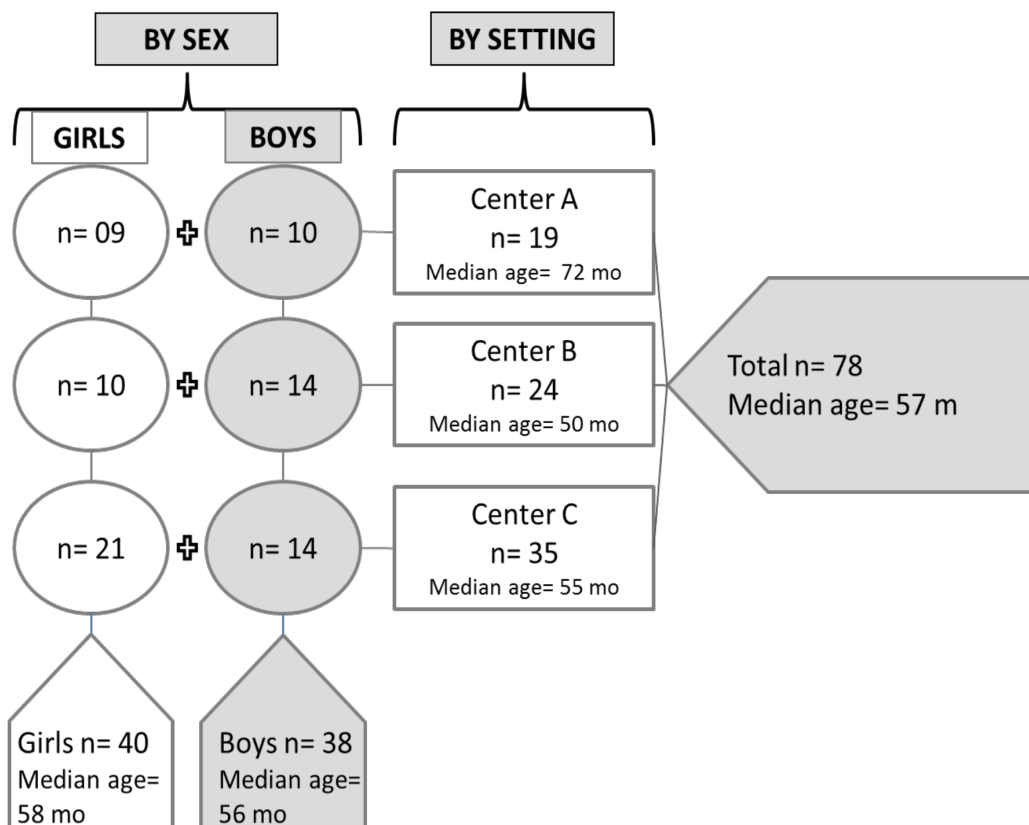 BY SEX
BY SETTING
GIRLS
BOYS
n= 09
n= 10
Center A
n= 19
Median age=  72 mo
n= 10
n= 14
Center B
n= 24
Median age= 50 mo
Total n= 78
Median age= 57 m
n= 21
n= 14
Center C
n= 35
Median age= 55 mo
Girls n= 40
Median age=
58 mo
Boys n= 38
Median age=
56 mo